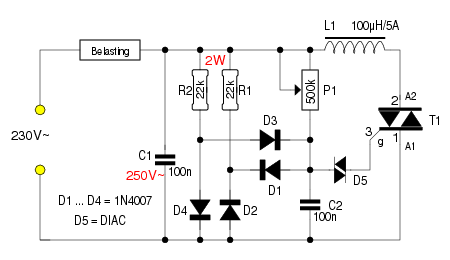 L1 100µH/5A
Belasting
2W
R2 22k 22k R1
500k P1
2 A2
T1
D3
3
1 A1
g
230V~
C1
250V~ 100n
D1
D5
D1 ... D4 = 1N4007
D5 = DIAC
D4
D2
C2
100n